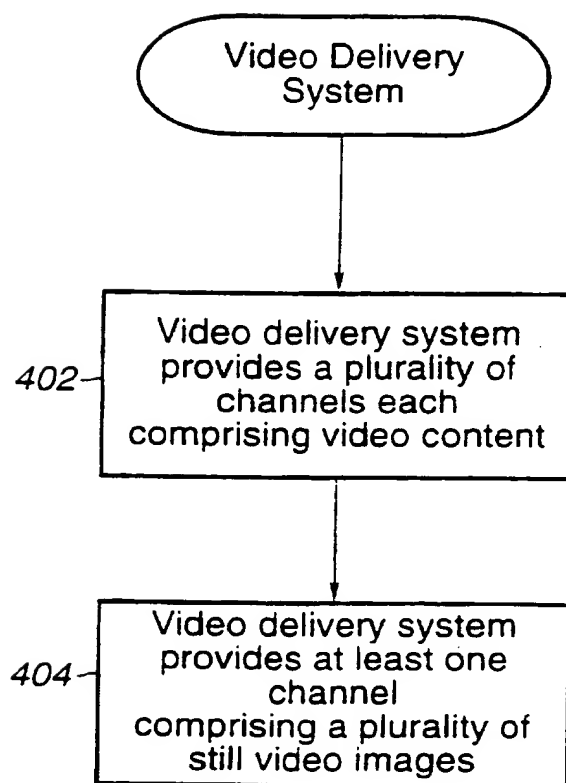 Video Delivery
System
Video delivery system
provides a plurality of
channels each
comprising video content
402
Video delivery system
provides at least one
channel
comprising a plurality of
still video images
404